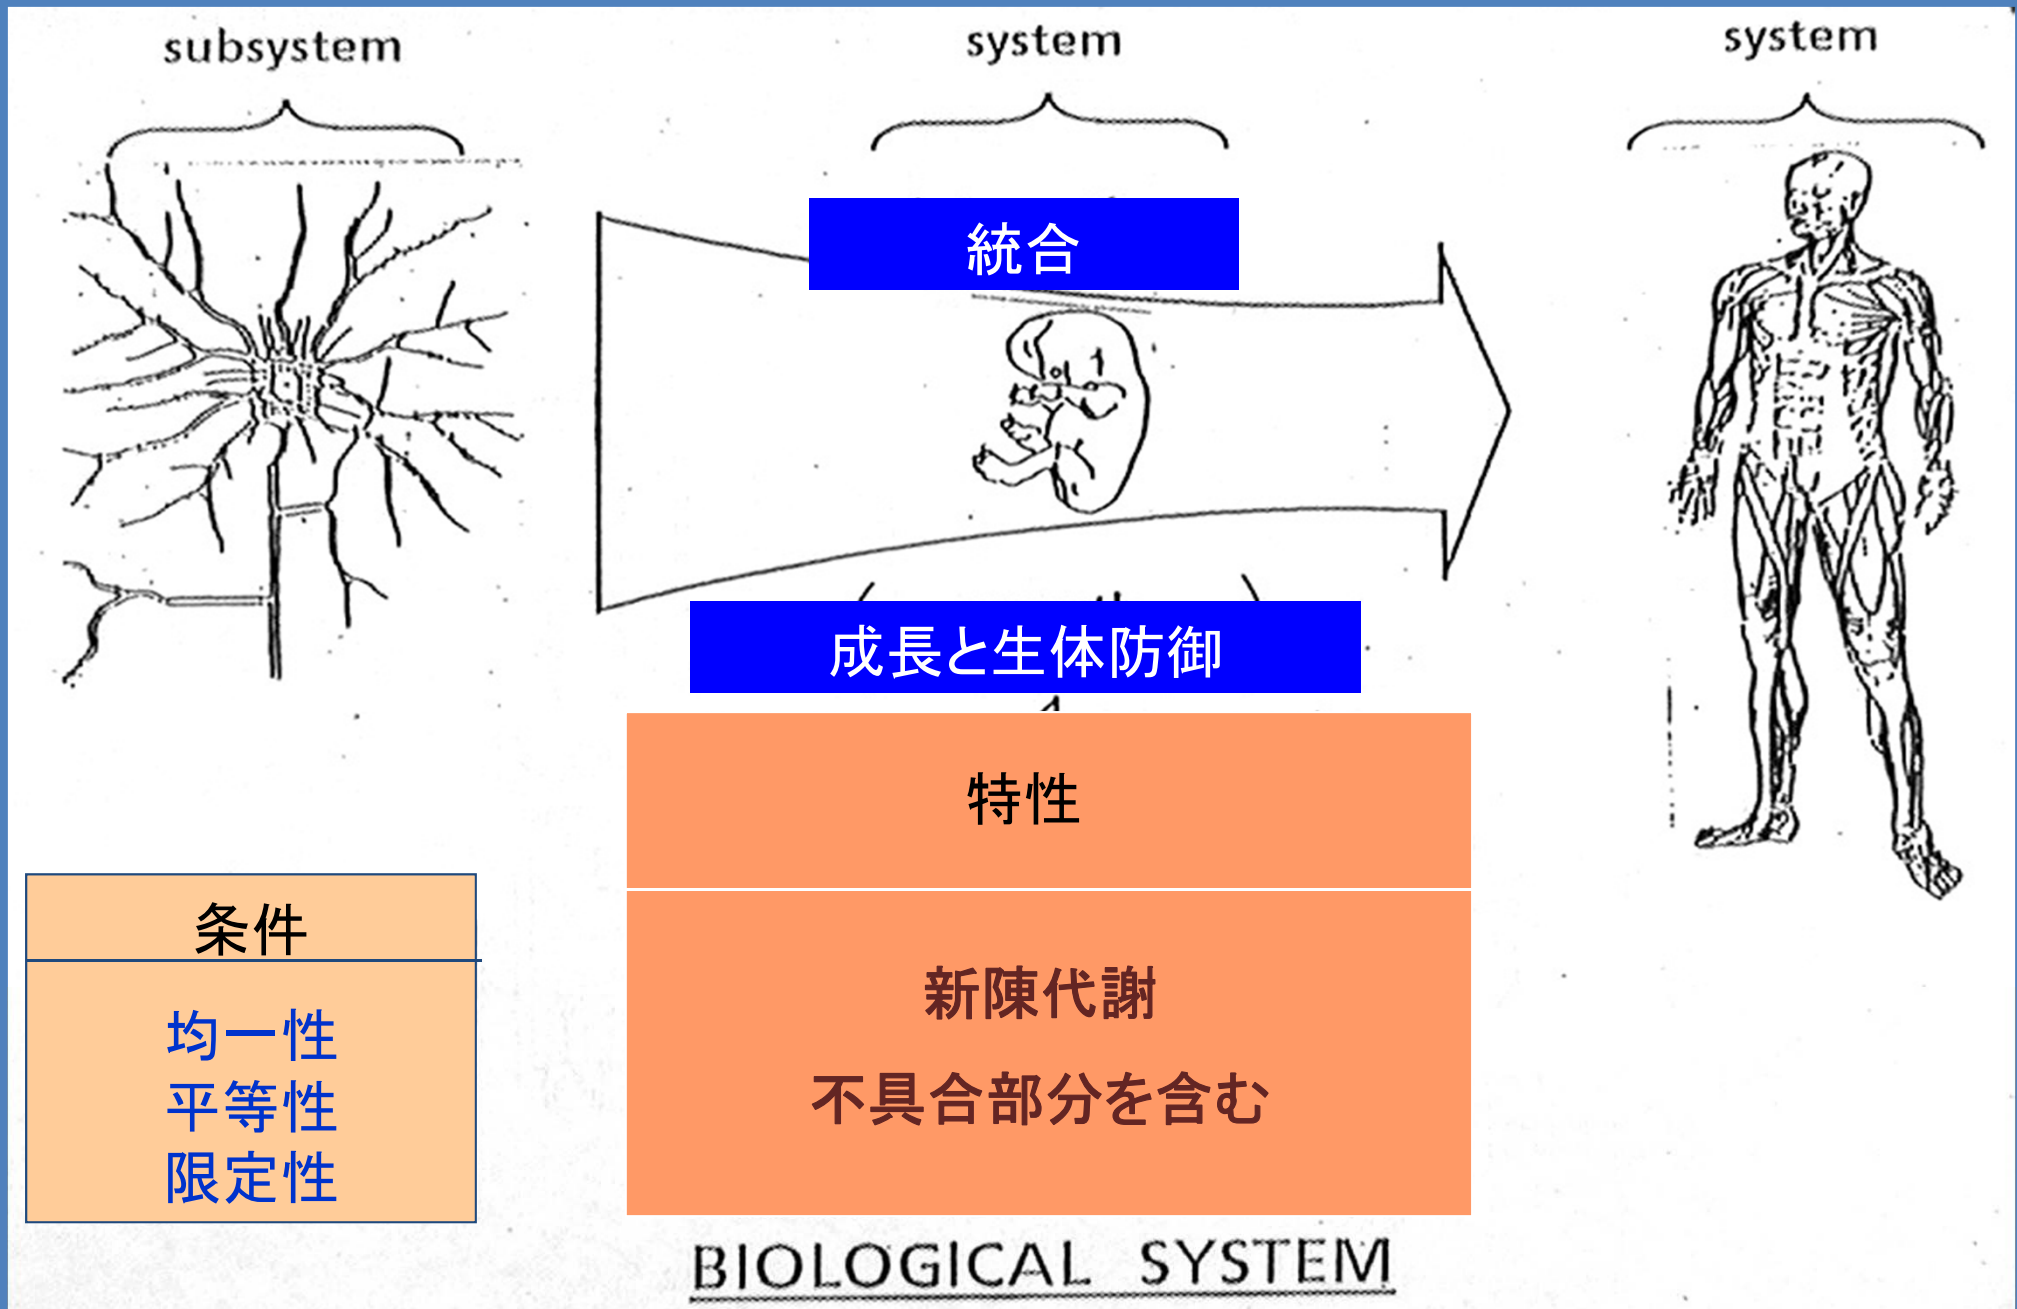 subsystem
system
system
統合
成長と生体防御
特性
新陳代謝
不具合部分を含む
条件
均一性
平等性
限定性
BIOLOGICAL SYSTEM